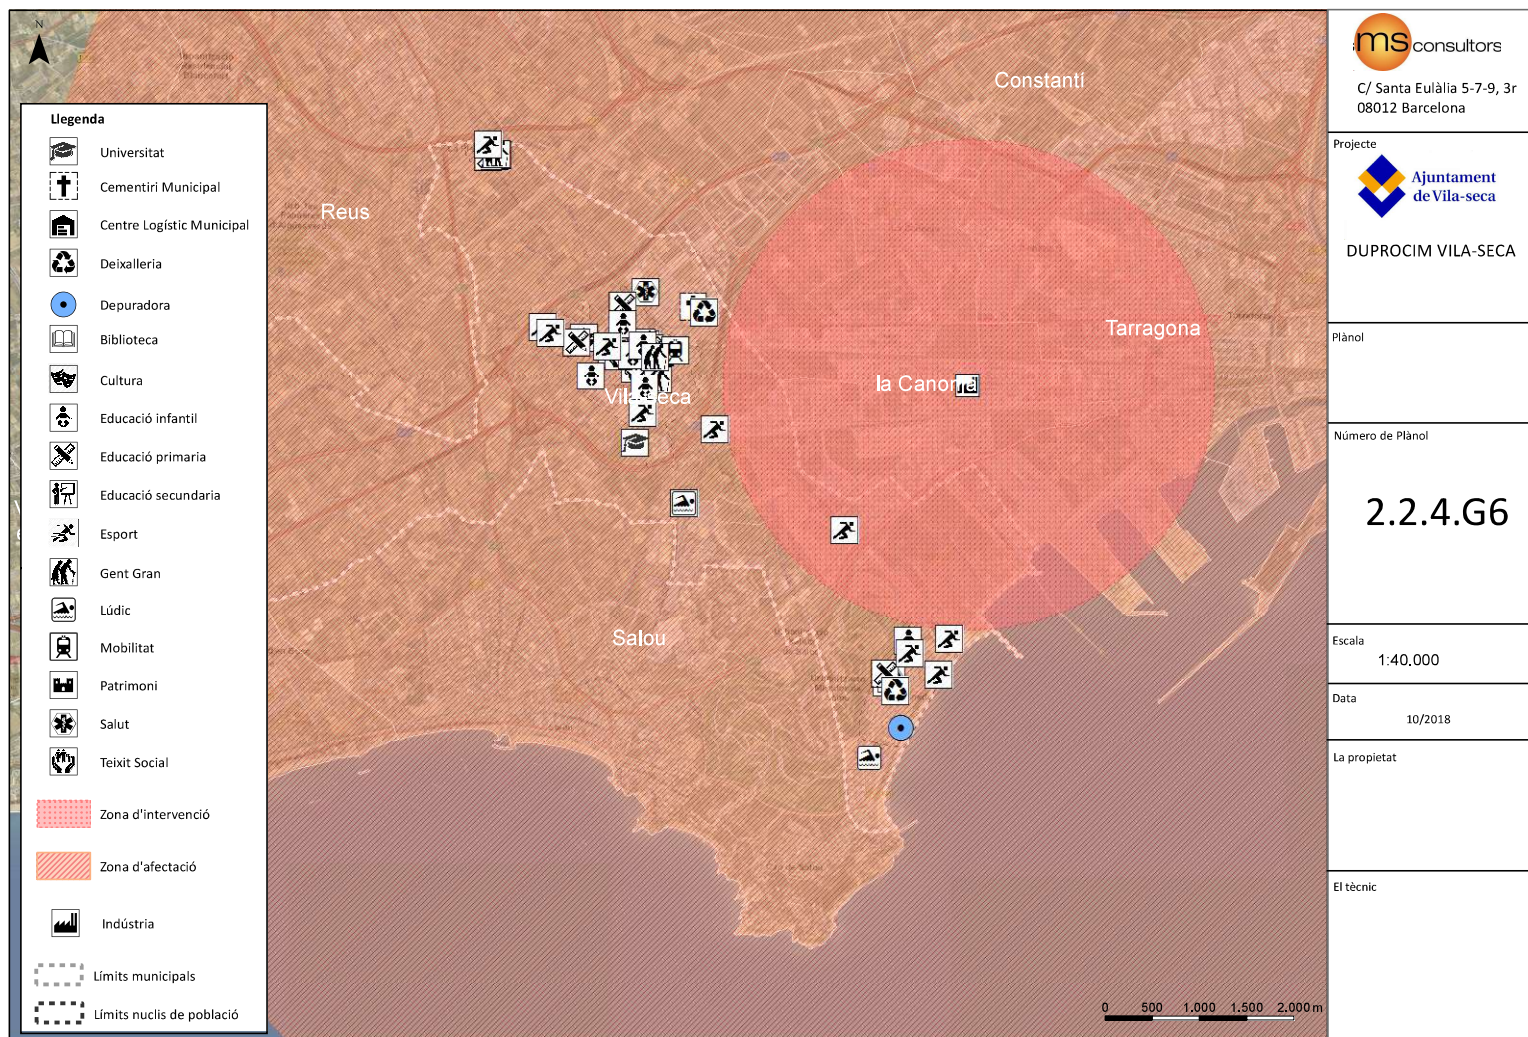 N
Constantí
Reus
Tarragona
la Canonja
Vila-seca
Salou
Llegenda
Universitat
Cementiri Municipal
Centre Logístic Municipal
Deixalleria
Depuradora
Biblioteca
Cultura
Educació infantil
Educació primaria
Educació secundaria
Esport
Gent Gran
Lúdic
Mobilitat
Patrimoni
Salut
Teixit Social
Zona d'intervenció
Zona d'afectació
Indústria
Límits municipals
Límits nuclis de població
0 500 1.000 1.500 2.000 m
ms consultors
C/ Santa Eulàlia 5-7-9, 3r
08012 Barcelona
Projecte
Ajuntament
de Vila-seca
DUPROCIM VILA-SECA
Plànol
Número de Plànol
2.2.4.G6
Escala
1:40.000
Data
10/2018
La propietat
El tècnic